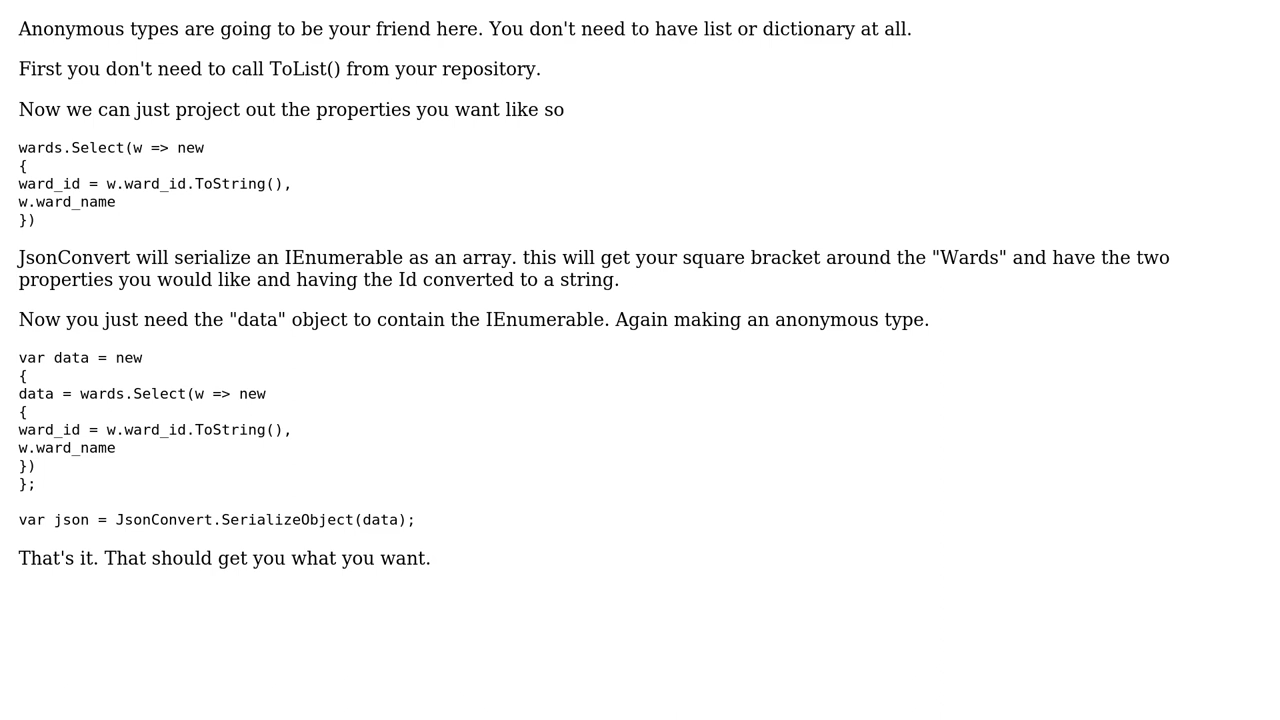 Anonymous types are going to be your friend here. You don't need to have list or dictionary at all.
First you don't need to call ToList() from your repository.
Now we can just project out the properties you want like so
wards.Select(w => new
{
ward_id = w.ward_id.ToString(),
w.ward_name
})
JsonConvert will serialize an IEnumerable as an array. this will get your square bracket around the "Wards" and have the two
properties you would like and having the Id converted to a string.
Now you just need the "data" object to contain the IEnumerable. Again making an anonymous type.
var data = new
{
data = wards.Select(w => new
{
ward_id = w.ward_id.ToString(),
w.ward_name
})
};
var json = JsonConvert.SerializeObject(data);
That's it. That should get you what you want.